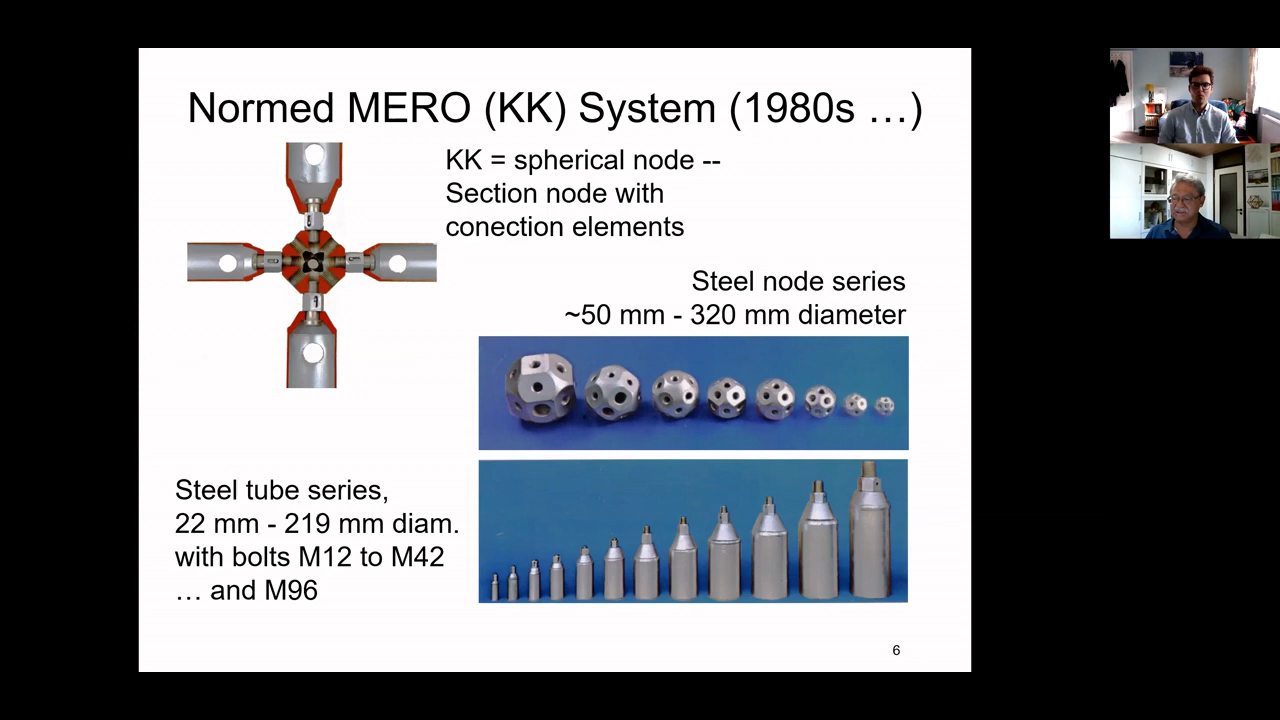 Normed MERO (KK) System (1980s …)
KK = spherical node --
Section node with
conection elements
Steel node series
~50 mm - 320 mm diameter
Steel tube series,
22 mm - 219 mm diam.
with bolts M12 to M42
… and M96
6